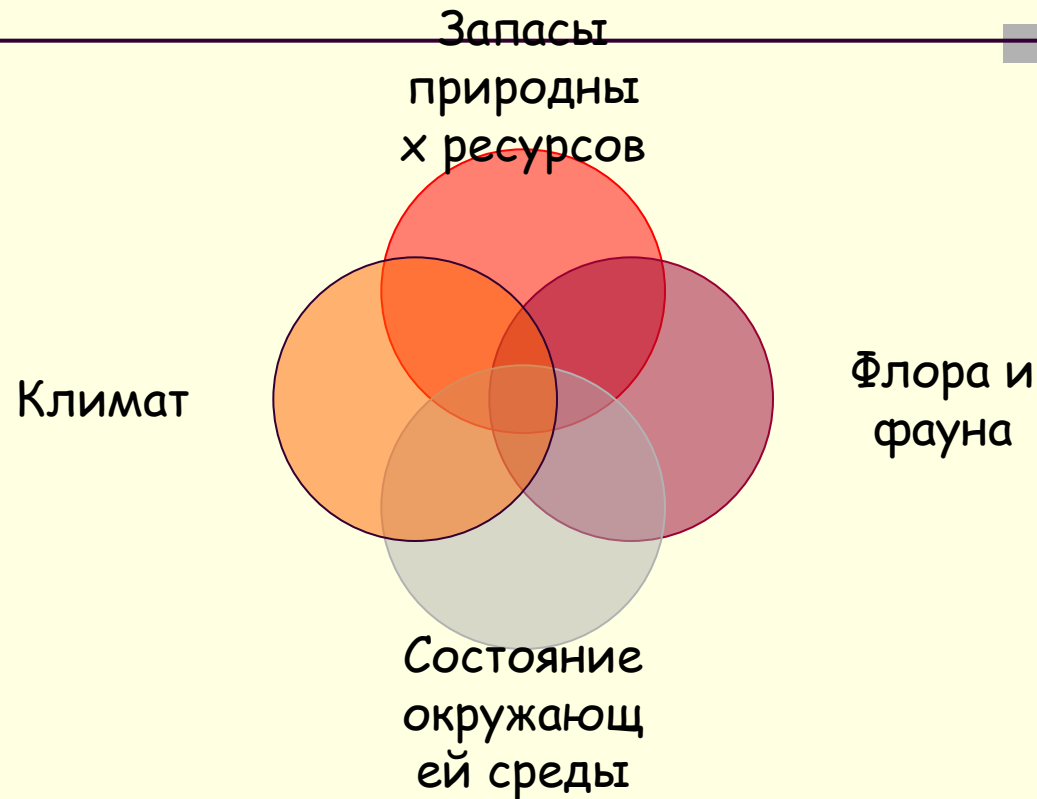 Запасы
природны
х ресурсов
Климат
Флора и
фауна
Состояние
окружающ
ей среды